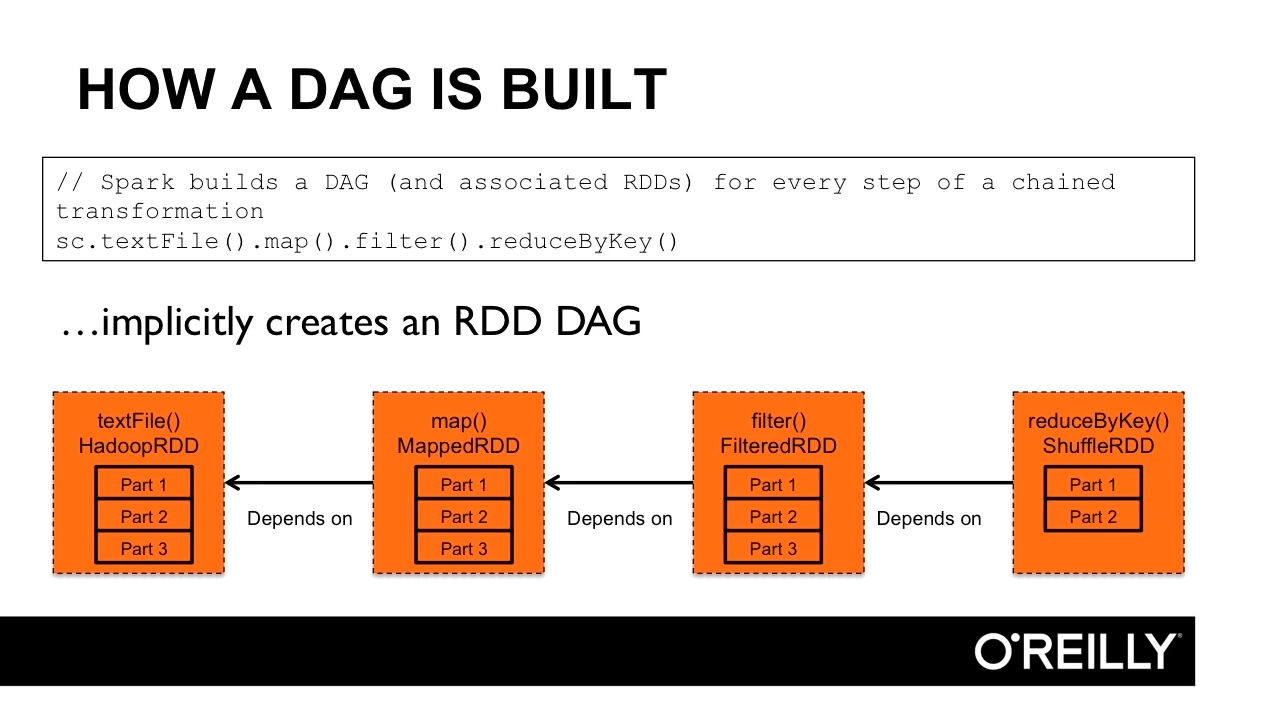 HOW A DAG IS BUILT
// Spark builds a DAG (and associated RDDs) for every step of a chained
transformation
sc.textFile().map().filter().reduceByKey()
…implicitly creates an RDD DAG
textFile()
HadoopRDD
Part 1
Part 2
Part 3
Depends on
map()
MappedRDD
Part 1
Part 2
Part 3
Depends on
filter()
FilteredRDD
Part 1
Part 2
Part 3
Depends on
reduceByKey()
ShuffleRDD
Part 1
Part 2
O'REILLY®